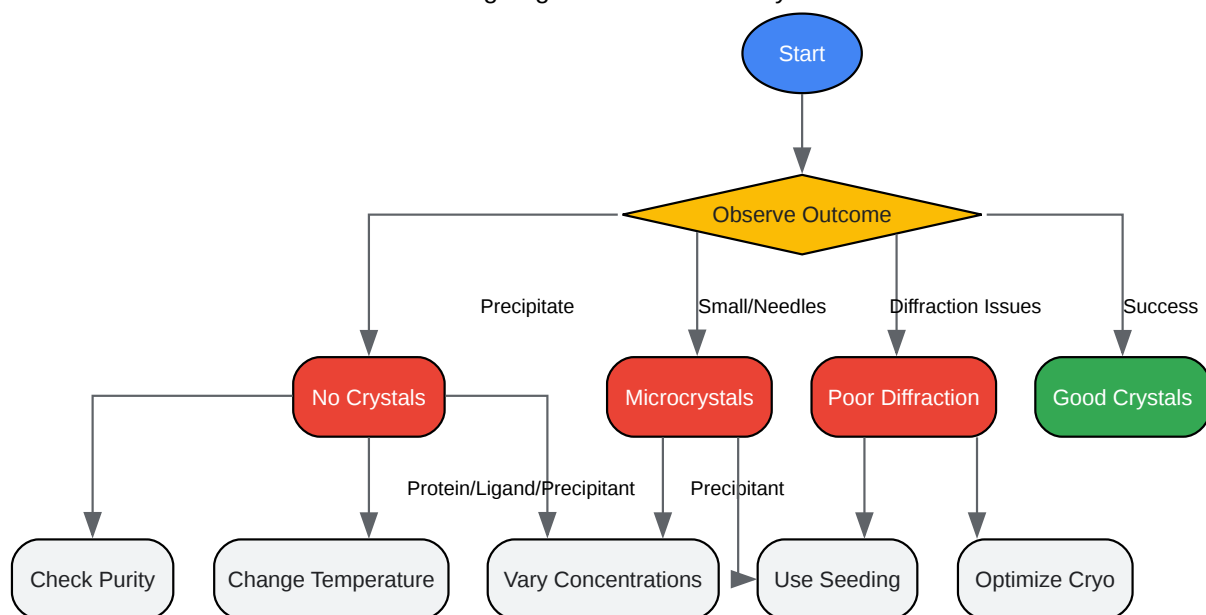 Start
Observe Outcome
Precipitate
Small/Needles
Diffraction Issues
Success
No Crystals
Microcrystals
Poor Diffraction
Good Crystals
Protein/Ligand/Precipitant
Precipitant
Check Purity
Change Temperature
Vary Concentrations
Use Seeding
Optimize Cryo